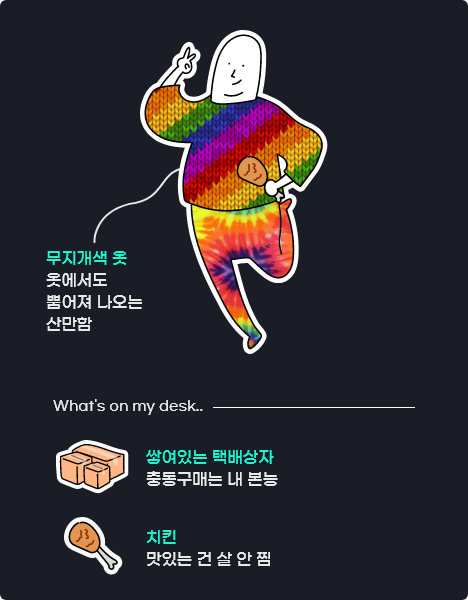 무지개색 옷
옷에서도
뿜어져 나오는
산만함
What's on my desk..
쌓여있는 택배상자
충동구매는 내 본능
치킨
맛있는 건 살 안 찜